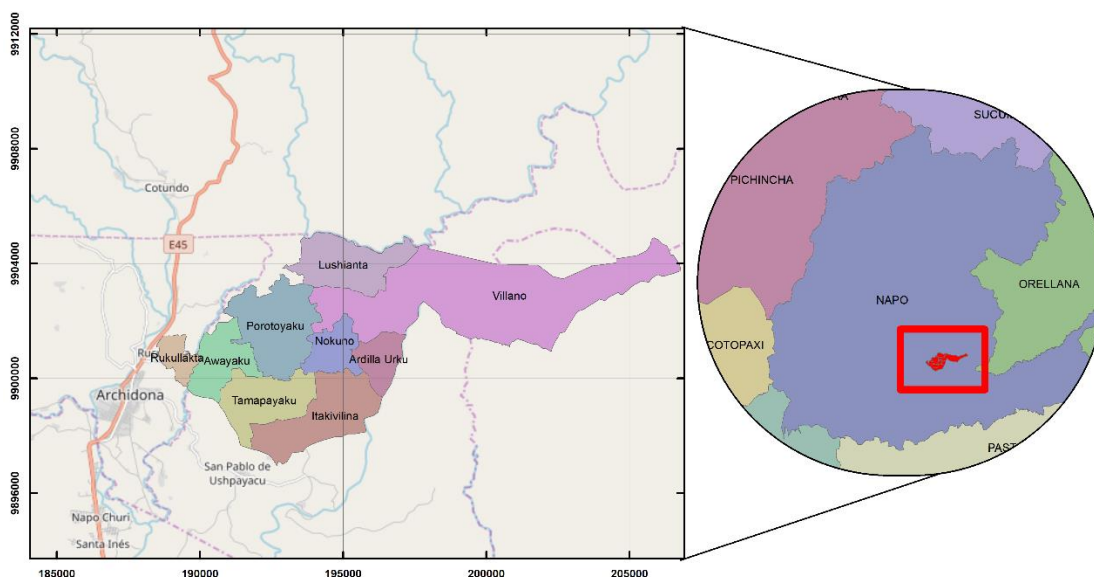 9912000
9908000
9904000
9900000
9896000
Cotundo
E45
Lushianta
Villano
Porotoyaku
Nokuno
Rukullakta
Awayaku
Ardilla Urku
Archidona
Tamapayaku
Itakivilina
San Pablo de
Ushpayacu
Napo Churi
Santa Inés
185000
190000
195000
200000
205000
SUCU
PICHINCHA
NAPO
ORELLANA
COTOPAXI
PAST